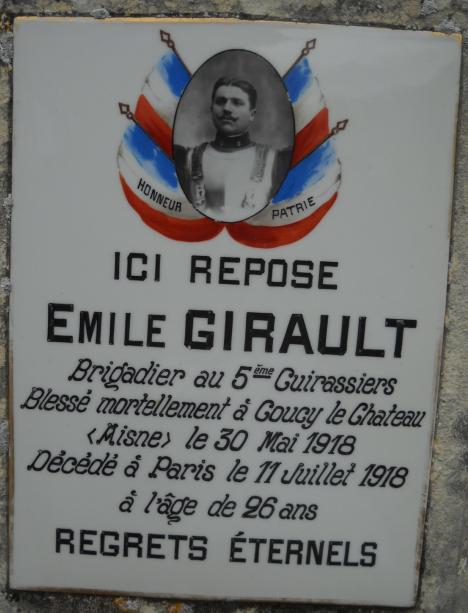 HONNEUR PATRIE
ICI REPOSE
EMILE GIRAULT
Brigadier au 5ème Cuirassiers
Blessé mortellement à Coucy le Chateau
<Aisne> le 30 Mai 1918
Décédé à Paris le 11 Juillet 1918
à l'âge de 26 ans
REGRETS ÉTERNELS